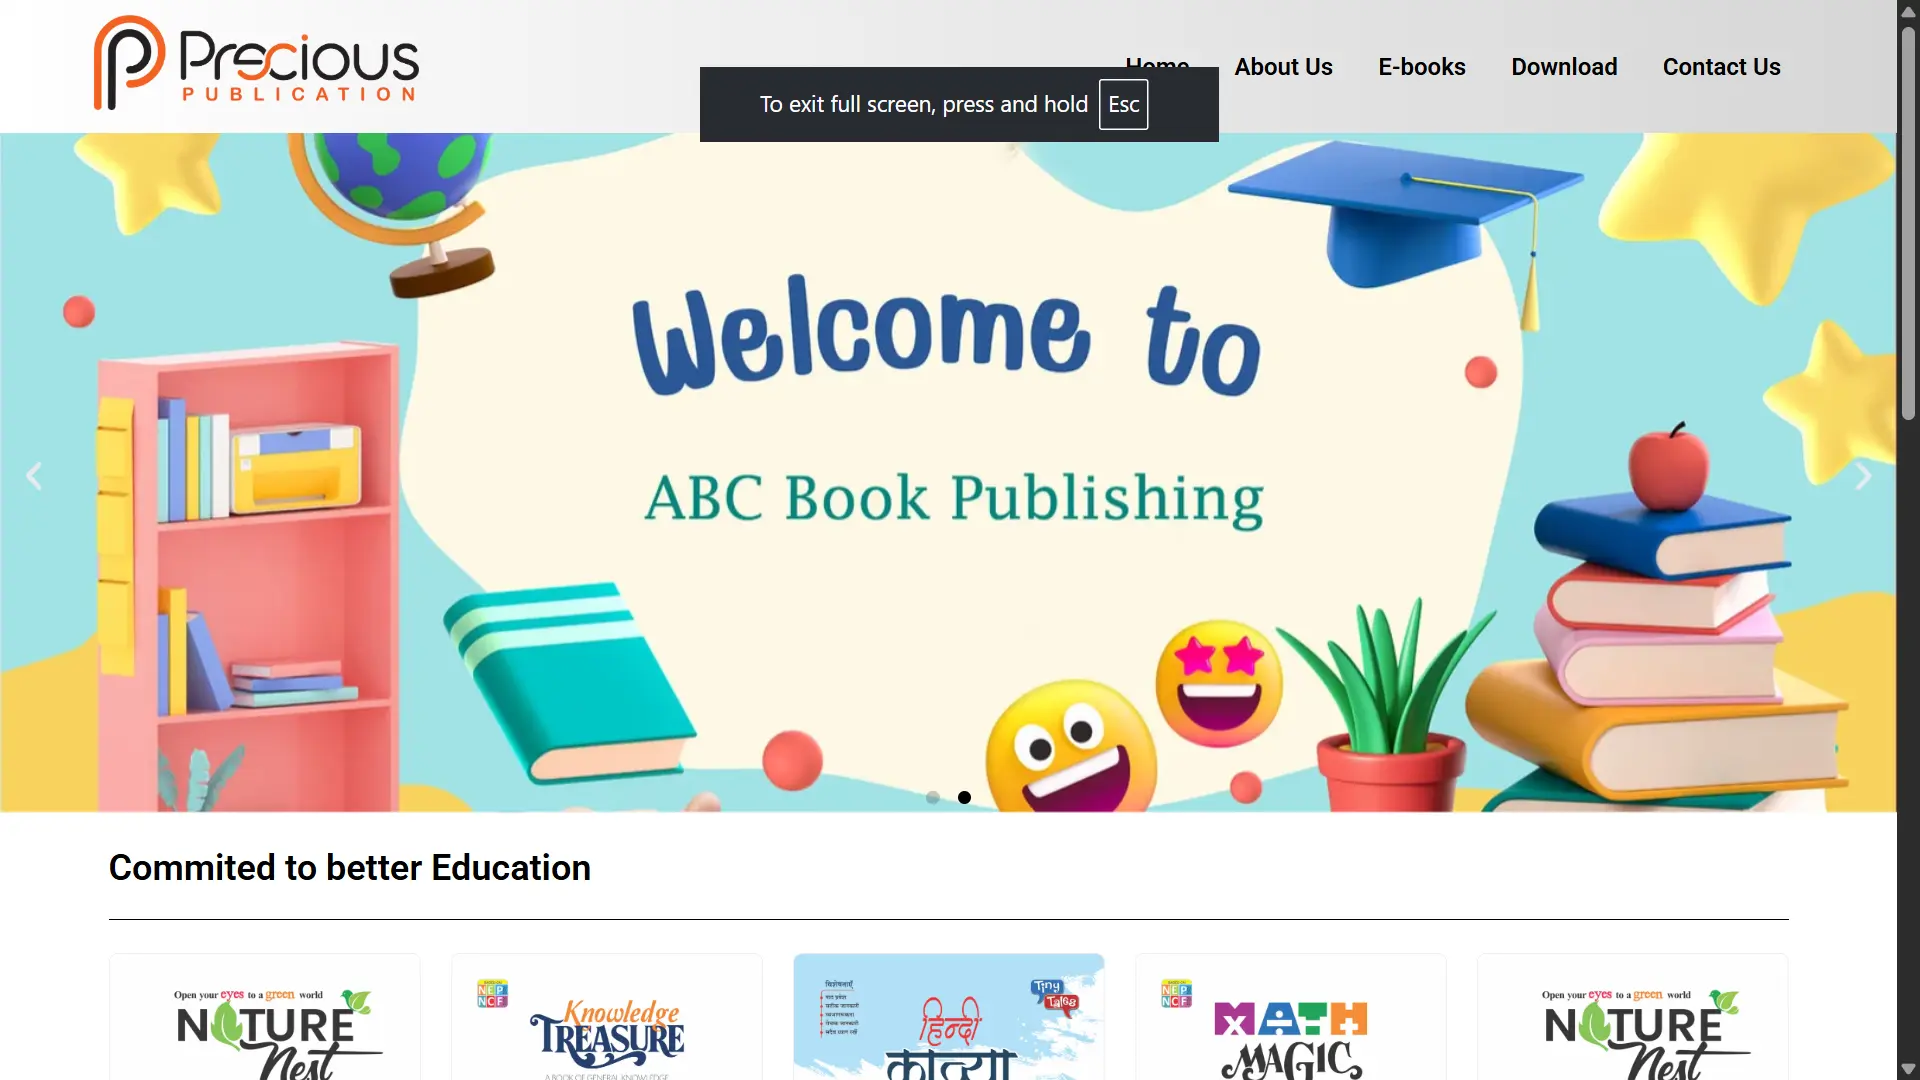 Precious
PUBLICATION
Home
About Us
E-books
Download
Contact Us
To exit full screen, press and hold Esc
Welcome to
ABC Book Publishing
Commited to better Education
Open your eyes to a green world
NATURE
Nest
NEP
NCF
Knowledge
TREASURE
A BOOK OF GENERAL KNOWLEDGE
विशेषताएँ
Tiny
Tales
हिन्दी
काव्या
NEP
NCF
MATH
MAGIC
Open your eyes to a green world
NATURE
Nest